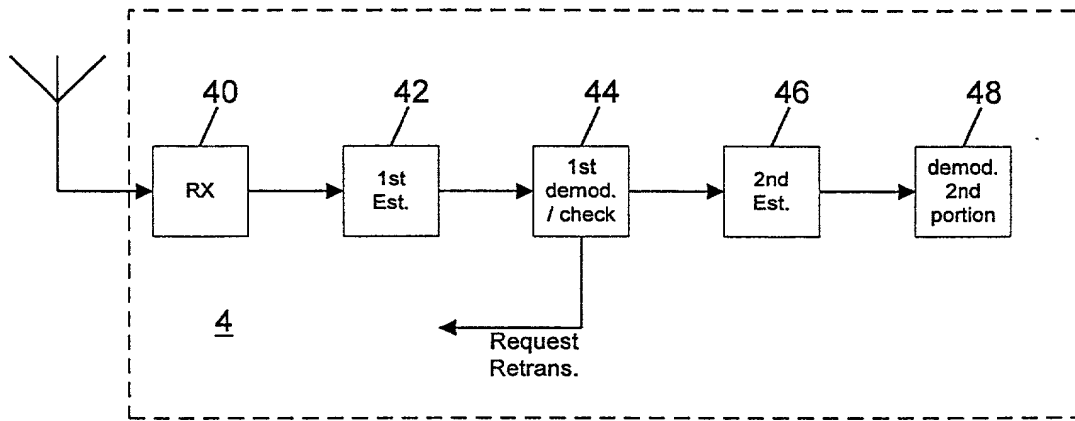 40
42
44
46
48
RX
1st
Est.
1st
demod.
/ check
2nd
Est.
demod.
2nd
portion
4
Request
Retrans.